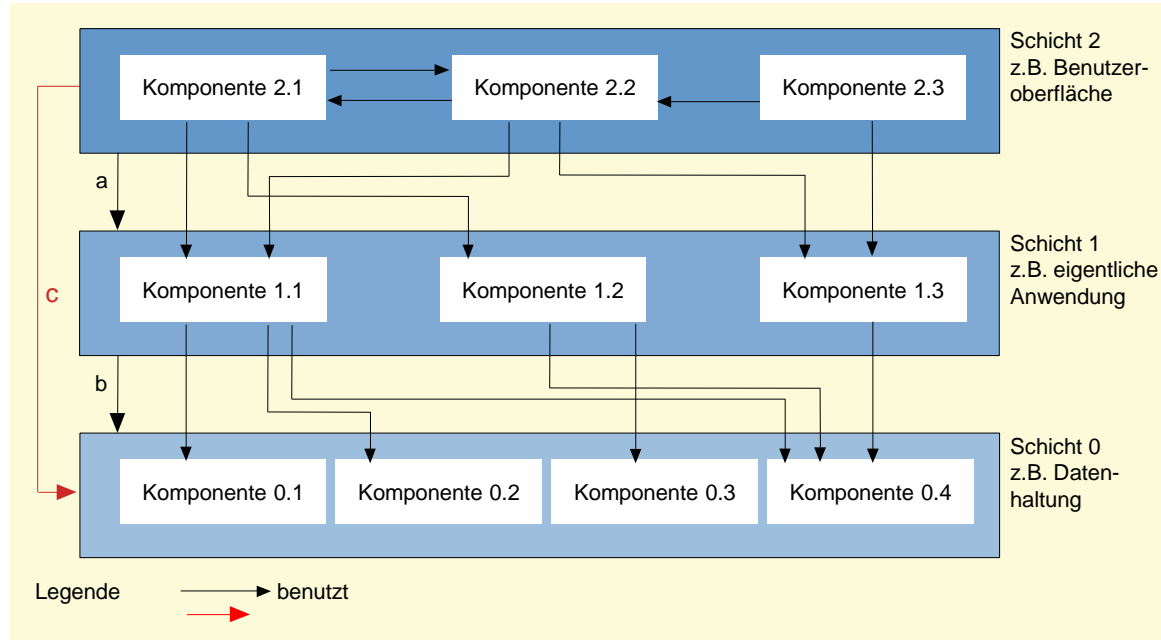 Komponente 2.1
Komponente 2.2
Komponente 2.3
Schicht 2
z.B. Benutzer-
oberfläche
a
Komponente 1.1
Komponente 1.2
Komponente 1.3
Schicht 1
z.B. eigentliche
Anwendung
c
b
Komponente 0.1
Komponente 0.2
Komponente 0.3
Komponente 0.4
Schicht 0
z.B. Daten-
haltung
Legende
benutzt